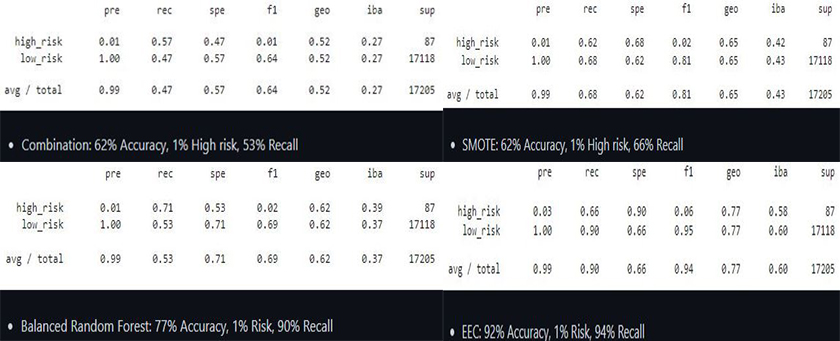 pre rec spe f1 geo iba sup
high_risk 0.01 0.57 0.47 0.01 0.52 0.27 87
low_risk 1.00 0.47 0.57 0.64 0.52 0.27 17118
avg / total 0.99 0.47 0.57 0.64 0.52 0.27 17205
• Combination: 62% Accuracy, 1% High risk, 53% Recall
pre rec spe f1 geo iba sup
high_risk 0.01 0.62 0.68 0.02 0.65 0.42 87
low_risk 1.00 0.68 0.62 0.81 0.65 0.43 17118
avg / total 0.99 0.68 0.62 0.81 0.65 0.43 17205
• SMOTE: 62% Accuracy, 1% High risk, 66% Recall
pre rec spe f1 geo iba sup
high_risk 0.01 0.71 0.53 0.02 0.62 0.39 87
low_risk 1.00 0.53 0.71 0.69 0.62 0.37 17118
avg / total 0.99 0.53 0.71 0.69 0.62 0.37 17205
• Balanced Random Forest: 77% Accuracy, 1% Risk, 90% Recall
pre rec spe f1 geo iba sup
high_risk 0.03 0.66 0.90 0.06 0.77 0.58 87
low_risk 1.00 0.90 0.66 0.95 0.77 0.60 17118
avg / total 0.99 0.90 0.66 0.94 0.77 0.60 17205
• EEC: 92% Accuracy, 1% Risk, 94% Recall